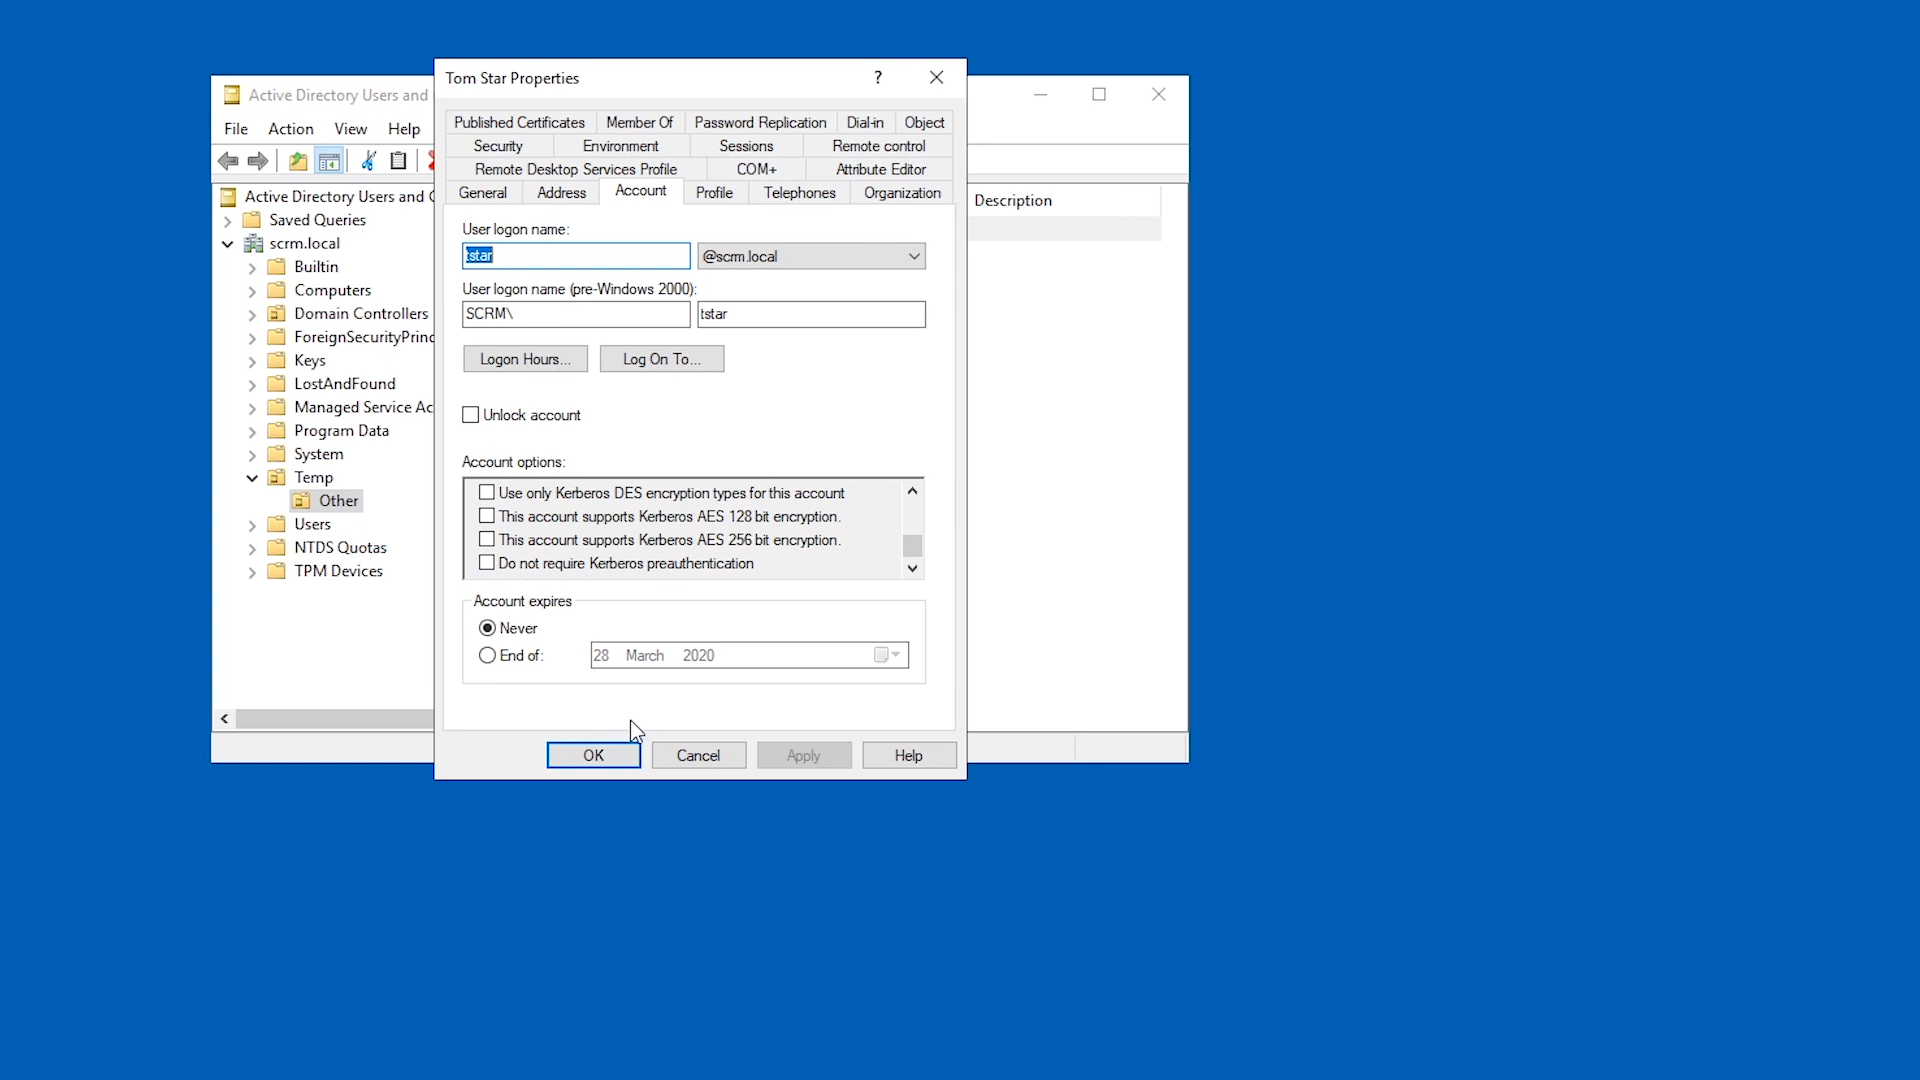 Tom Star Properties
?
Active Directory Users and
File Action View Help
Published Certificates Member Of Password Replication Dial-in Object
Security Environment Sessions Remote control
Remote Desktop Services Profile COM+ Attribute Editor
General Address Account Profile Telephones Organization
Active Directory Users and
Saved Queries
scrm.local
Builtin
Computers
Domain Controllers
ForeignSecurityPrinc
Keys
LostAndFound
Managed Service Ac
Program Data
System
Temp
Other
Users
NTDS Quotas
TPM Devices
User logon name:
tstar @scrm.local
User logon name (pre-Windows 2000):
SCRM\ tstar
Logon Hours... Log On To...
Unlock account
Account options:
Use only Kerberos DES encryption types for this account
This account supports Kerberos AES 128 bit encryption.
This account supports Kerberos AES 256 bit encryption.
Do not require Kerberos preauthentication
Account expires
Never
End of: 28 March 2020
OK Cancel Apply Help
Description